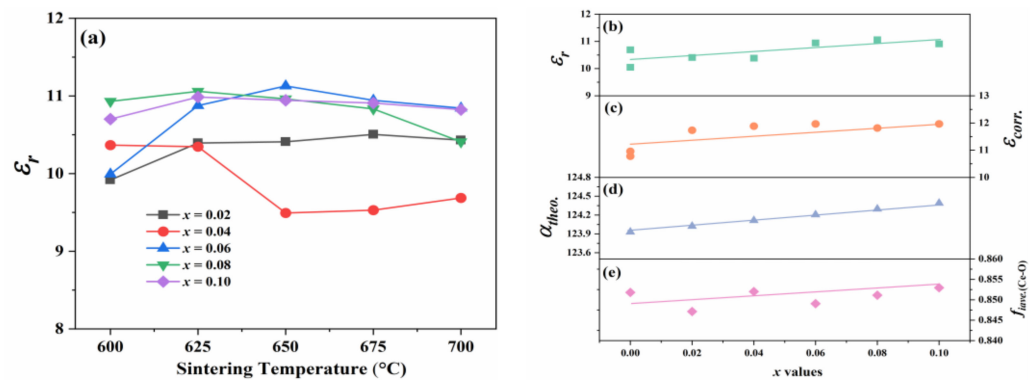 (a)
12
11
10
9
8
εr
x = 0.02
x = 0.04
x = 0.06
x = 0.08
x = 0.10
600 625 650 675 700
Sintering Temperature (°C)
(b)
12
11
10
9
εr
(c)
13
12
11
10
εcorr.
(d)
124.8
124.5
124.2
123.9
123.6
αtheo.
(e)
0.860
0.855
0.850
0.845
0.840
fiave.(Ce-O)
0.00 0.02 0.04 0.06 0.08 0.10
x values